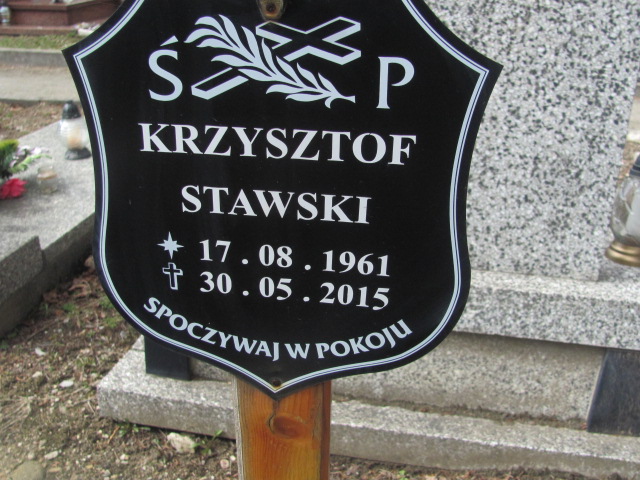 Ś P
KRZYSZTOF
STAWSKI
17 . 08 . 1961
30 . 05 . 2015
SPOCZYWAJ W POKOJU